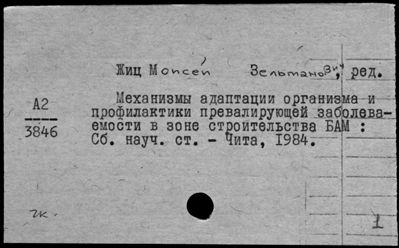 Жиц Моисей Зельманович, ред.
А2
3846
Механизмы адаптации организма и
профилактики превалирующей заболева-
емости в зоне строительства БАМ :
Сб. науч. ст. - Чита, 1984.
2к.
1